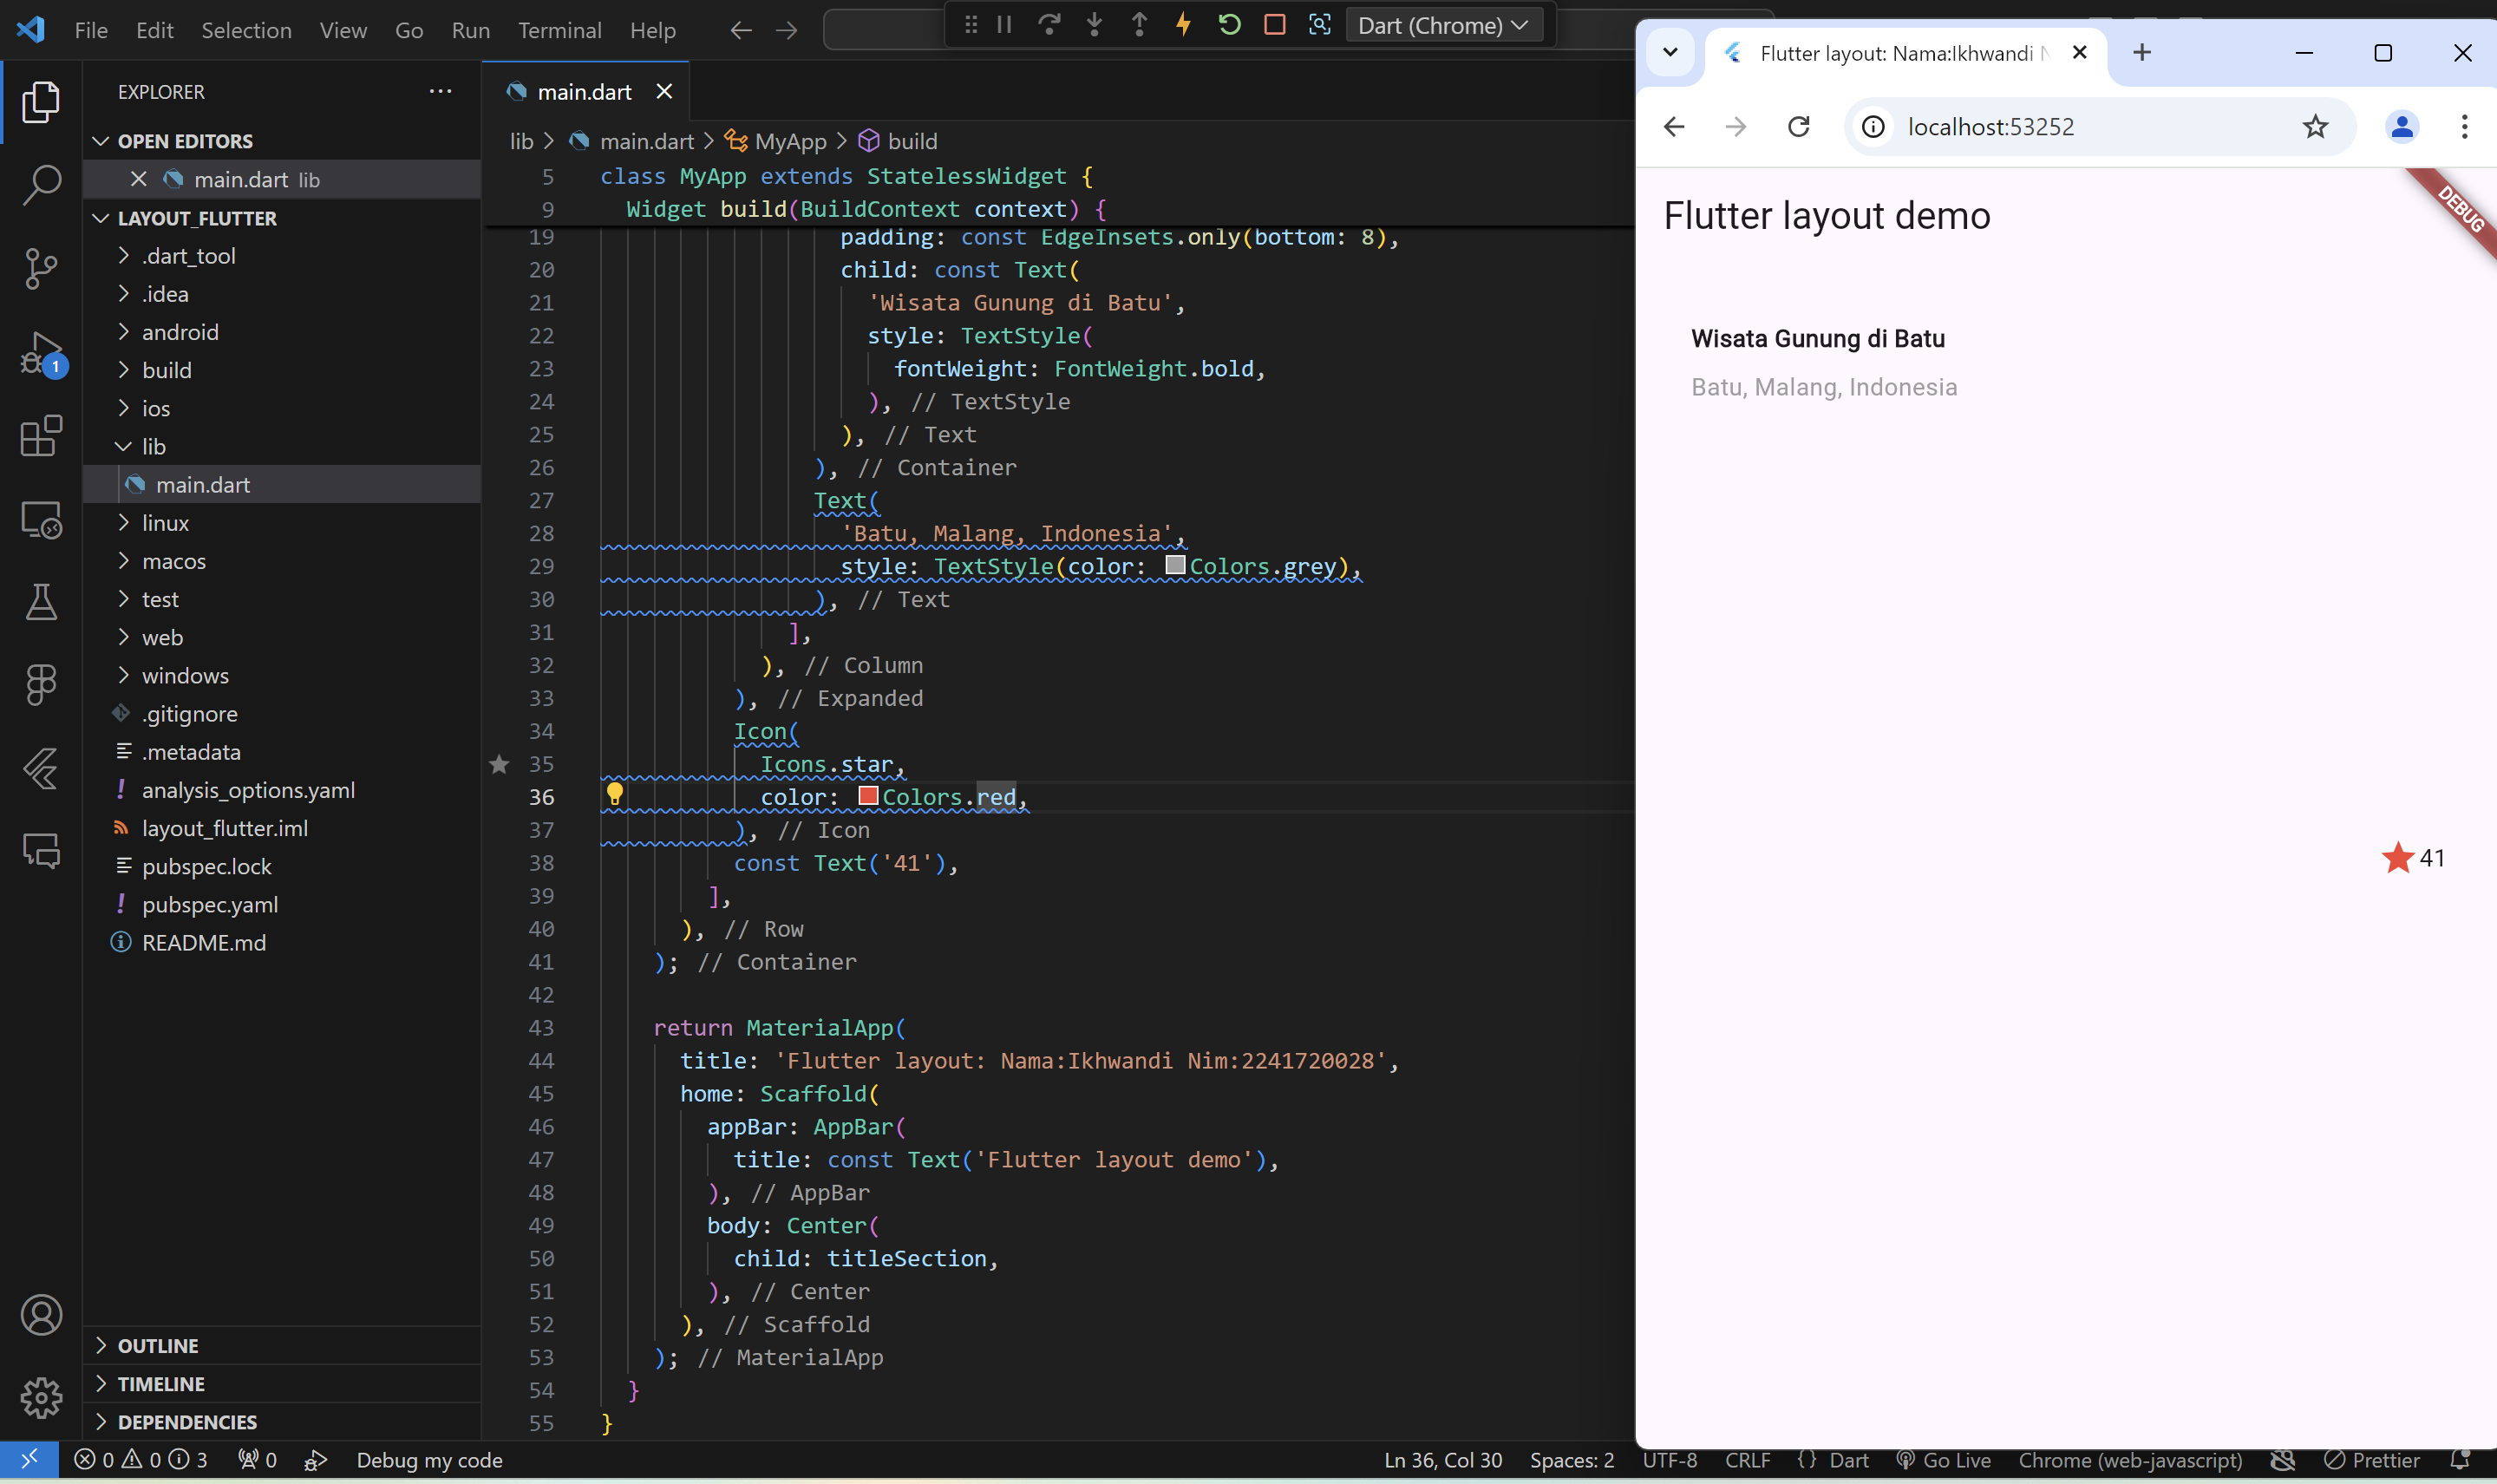 File Edit Selection View Go Run Terminal Help
Dart (Chrome)
EXPLORER
OPEN EDITORS
main.dart lib
LAYOUT_FLUTTER
.dart_tool
.idea
android
build
ios
lib
main.dart
linux
macos
test
web
windows
.gitignore
.metadata
analysis_options.yaml
layout_flutter.iml
pubspec.lock
pubspec.yaml
README.md
OUTLINE
TIMELINE
DEPENDENCIES
1
main.dart
lib > main.dart > MyApp > build
5 class MyApp extends StatelessWidget {
9 Widget build(BuildContext context) {
19 padding: const EdgeInsets.only(bottom: 8),
20 child: const Text(
21 'Wisata Gunung di Batu',
22 style: TextStyle(
23 fontWeight: FontWeight.bold,
24 ), // TextStyle
25 ), // Text
26 ), // Container
27 Text(
28 'Batu, Malang, Indonesia',
29 style: TextStyle(color: Colors.grey),
30 ), // Text
31 ],
32 ), // Column
33 ), // Expanded
34 Icon(
35 Icons.star,
36 color: Colors.red,
37 ), // Icon
38 const Text('41'),
39 ],
40 ), // Row
41 ); // Container
42
43 return MaterialApp(
44 title: 'Flutter layout: Nama:Ikhwandi Nim:2241720028',
45 home: Scaffold(
46 appBar: AppBar(
47 title: const Text('Flutter layout demo'),
48 ), // AppBar
49 body: Center(
50 child: titleSection,
51 ), // Center
52 ), // Scaffold
53 ); // MaterialApp
54 }
55 }
Flutter layout: Nama:Ikhwandi
localhost:53252
Flutter layout demo
DEBUG
Wisata Gunung di Batu
Batu, Malang, Indonesia
41
0 0 3 0 Debug my code
Ln 36, Col 30 Spaces: 2 UTF-8 CRLF {} Dart Go Live Chrome (web-javascript) Prettier